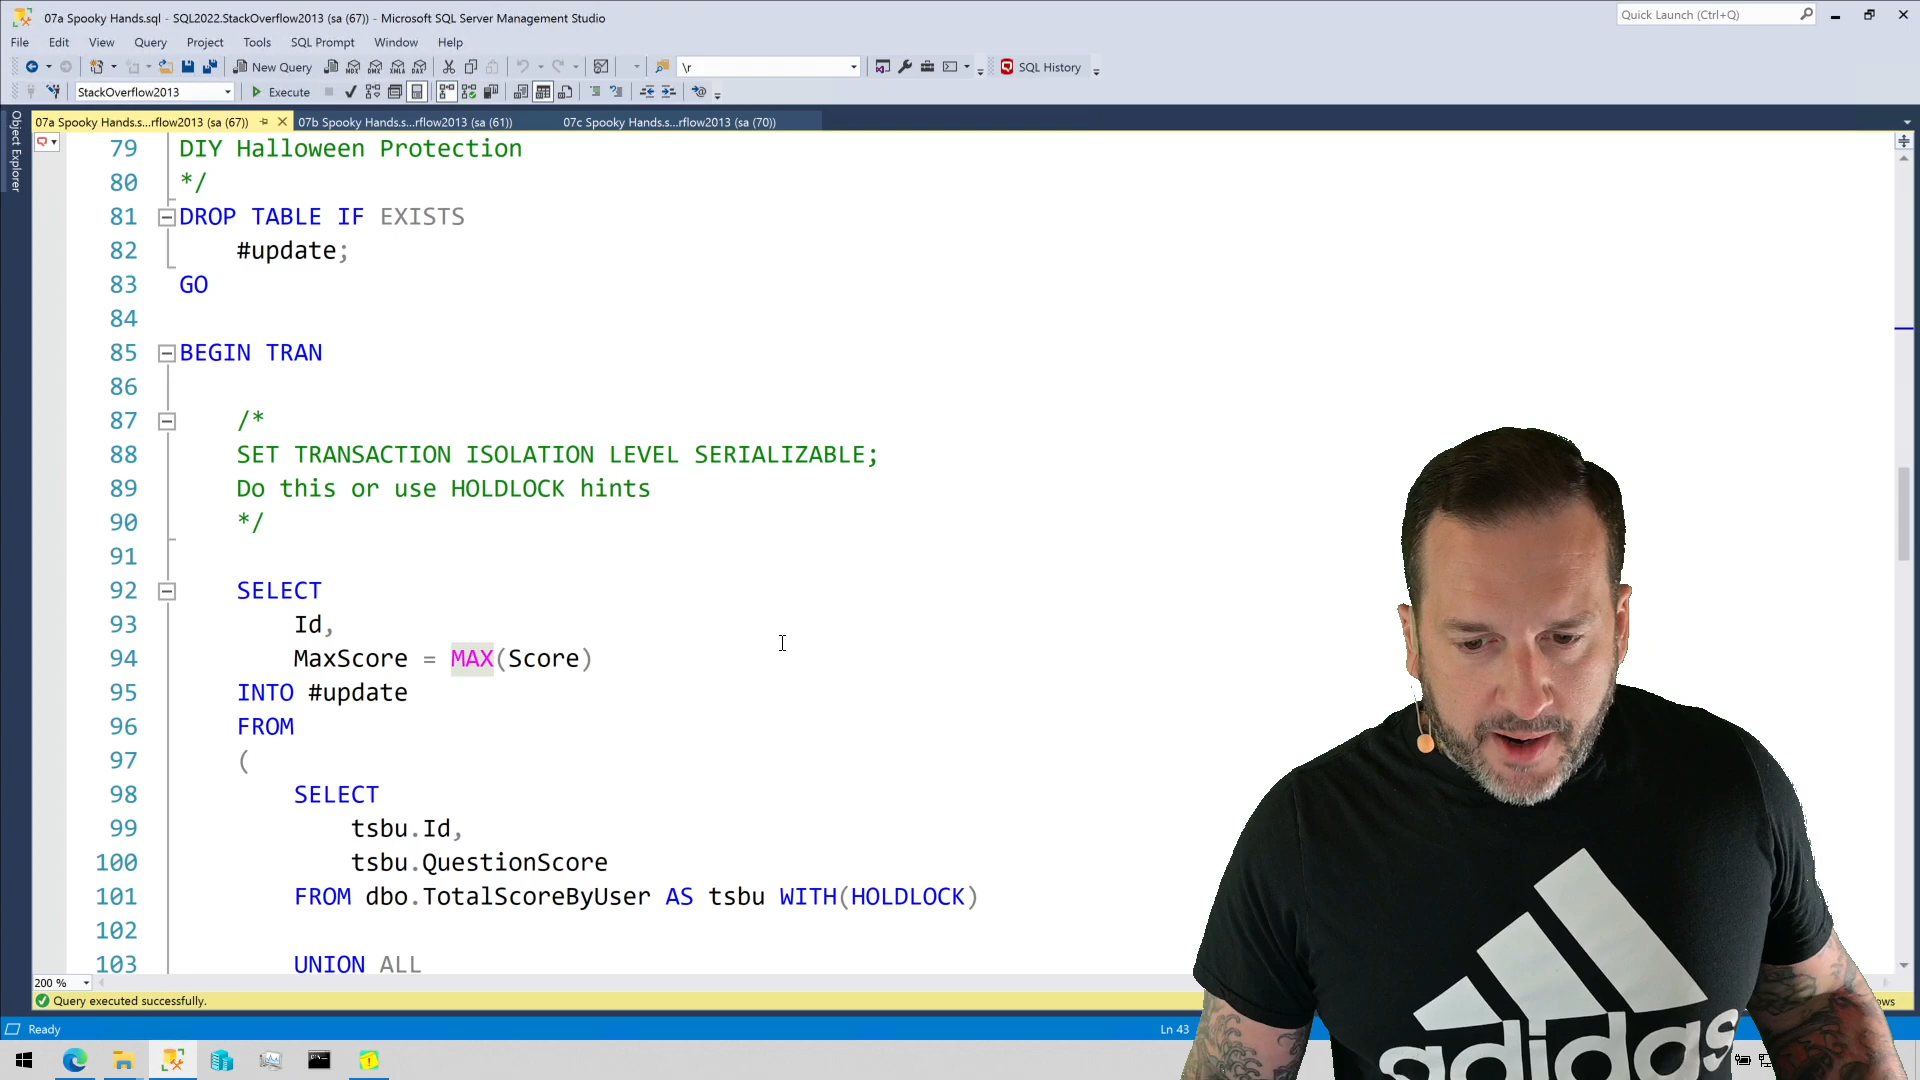 07a Spooky Hands.sql - SQL2022.StackOverflow2013 (sa (67)) - Microsoft SQL Server Management Studio
Quick Launch (Ctrl+Q)
File Edit View Query Project Tools SQL Prompt Window Help
New Query
MDX DMX XMLA DAX
\r
SQL History
StackOverflow2013
Execute
07a Spooky Hands.s...rflow2013 (sa (67))
07b Spooky Hands.s...rflow2013 (sa (61))
07c Spooky Hands.s...rflow2013 (sa (70))
Object Explorer
79 DIY Halloween Protection
80 */
81 DROP TABLE IF EXISTS
82 #update;
83 GO
84
85 BEGIN TRAN
86
87 /*
88 SET TRANSACTION ISOLATION LEVEL SERIALIZABLE;
89 Do this or use HOLDLOCK hints
90 */
91
92 SELECT
93 Id,
94 MaxScore = MAX(Score)
95 INTO #update
96 FROM
97 (
98 SELECT
99 tsbu.Id,
100 tsbu.QuestionScore
101 FROM dbo.TotalScoreByUser AS tsbu WITH(HOLDLOCK)
102
103 UNION ALL
200 %
Query executed successfully.
ows
Ready
Ln 43
adidas